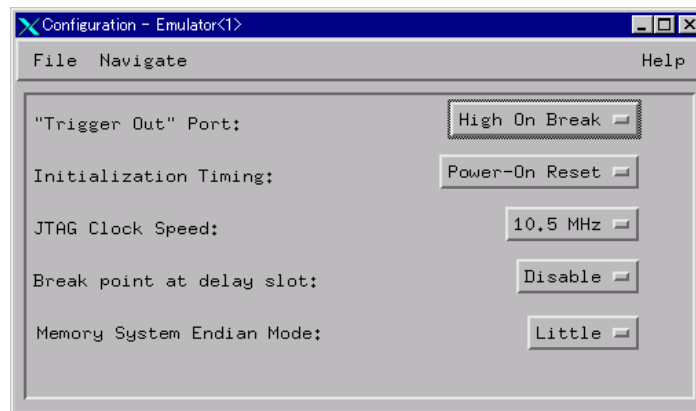 Configuration - Emulator<1>
File Navigate Help
"Trigger Out" Port: High On Break
Initialization Timing: Power-On Reset
JTAG Clock Speed: 10.5 MHz
Break point at delay slot: Disable
Memory System Endian Mode: Little